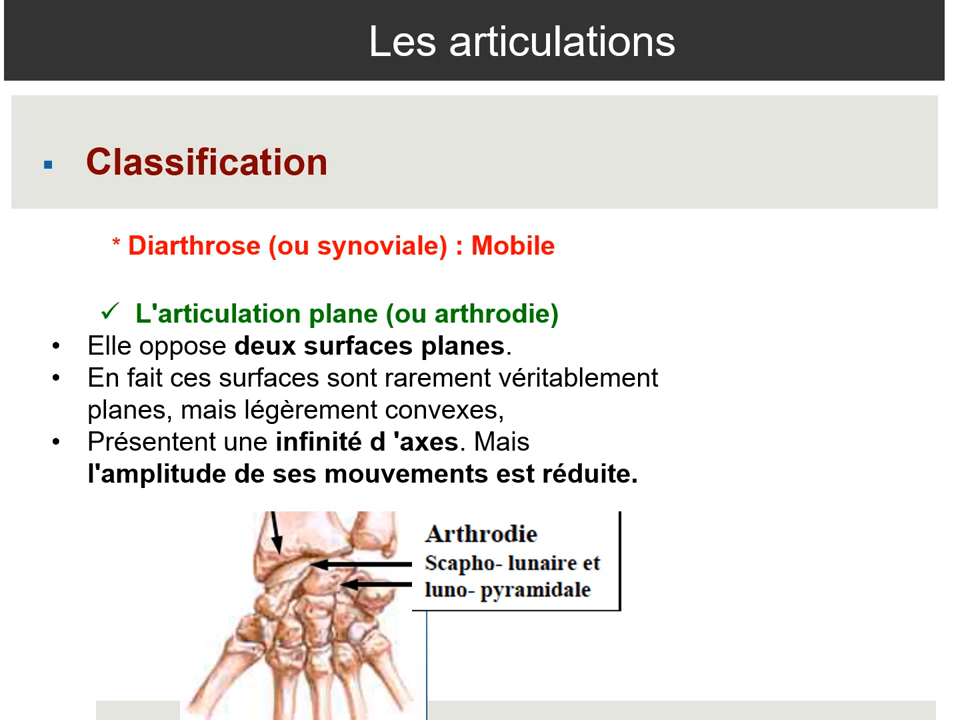 Les articulations
▪ Classification
* Diarthrose (ou synoviale) : Mobile
✓ L'articulation plane (ou arthrodie)
• Elle oppose deux surfaces planes.
• En fait ces surfaces sont rarement véritablement
planes, mais légèrement convexes,
• Présentent une infinité d 'axes. Mais
l'amplitude de ses mouvements est réduite.
Arthrodie
Scapho- lunaire et
luno- pyramidale